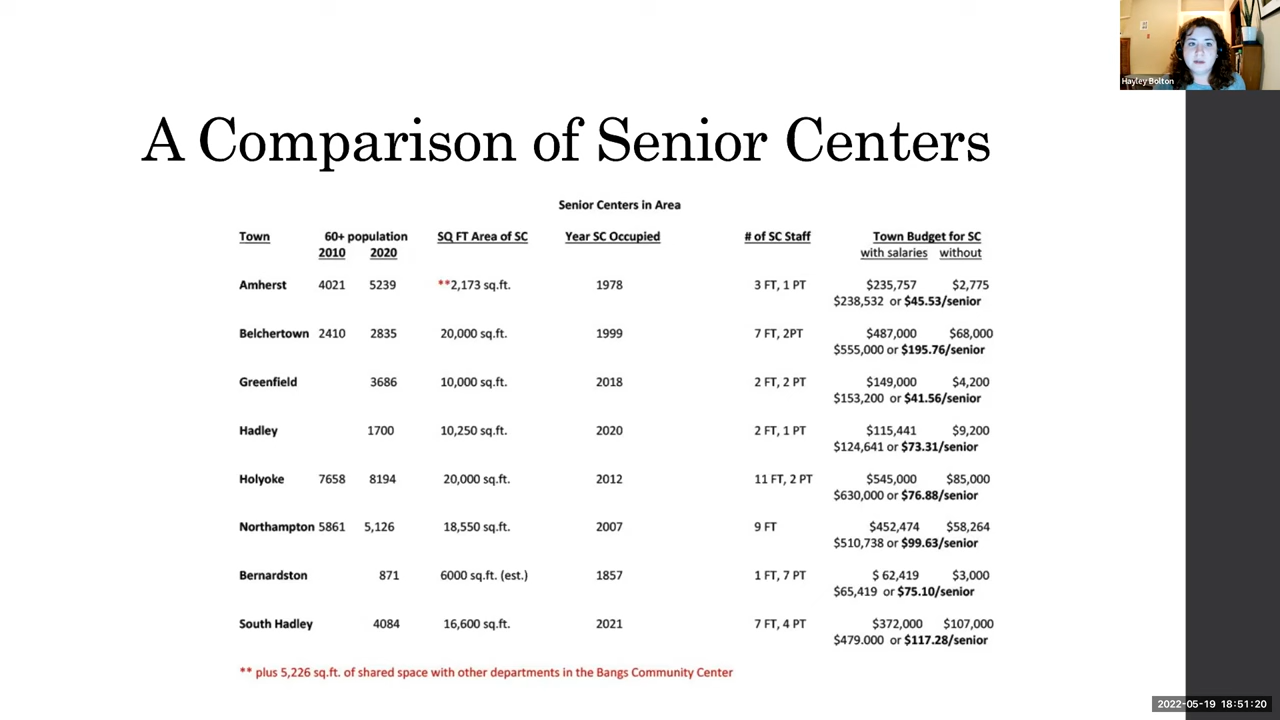 Hayley Bolton
A Comparison of Senior Centers
Senior Centers in Area
Town 60+ population SQ FT Area of SC Year SC Occupied # of SC Staff Town Budget for SC
2010 2020 with salaries without
Amherst 4021 5239 **2,173 sq.ft. 1978 3 FT, 1 PT $235,757 $2,775
$238,532 or $45.53/senior
Belchertown 2410 2835 20,000 sq.ft. 1999 7 FT, 2PT $487,000 $68,000
$555,000 or $195.76/senior
Greenfield 3686 10,000 sq.ft. 2018 2 FT, 2 PT $149,000 $4,200
$153,200 or $41.56/senior
Hadley 1700 10,250 sq.ft. 2020 2 FT, 1 PT $115,441 $9,200
$124,641 or $73.31/senior
Holyoke 7658 8194 20,000 sq.ft. 2012 11 FT, 2 PT $545,000 $85,000
$630,000 or $76.88/senior
Northampton 5861 5,126 18,550 sq.ft. 2007 9 FT $452,474 $58,264
$510,738 or $99.63/senior
Bernardston 871 6000 sq.ft. (est.) 1857 1 FT, 7 PT $ 62,419 $3,000
$65,419 or $75.10/senior
South Hadley 4084 16,600 sq.ft. 2021 7 FT, 4 PT $372,000 $107,000
$479.000 or $117.28/senior
** plus 5,226 sq.ft. of shared space with other departments in the Bangs Community Center
2022-05-19 18:51:20